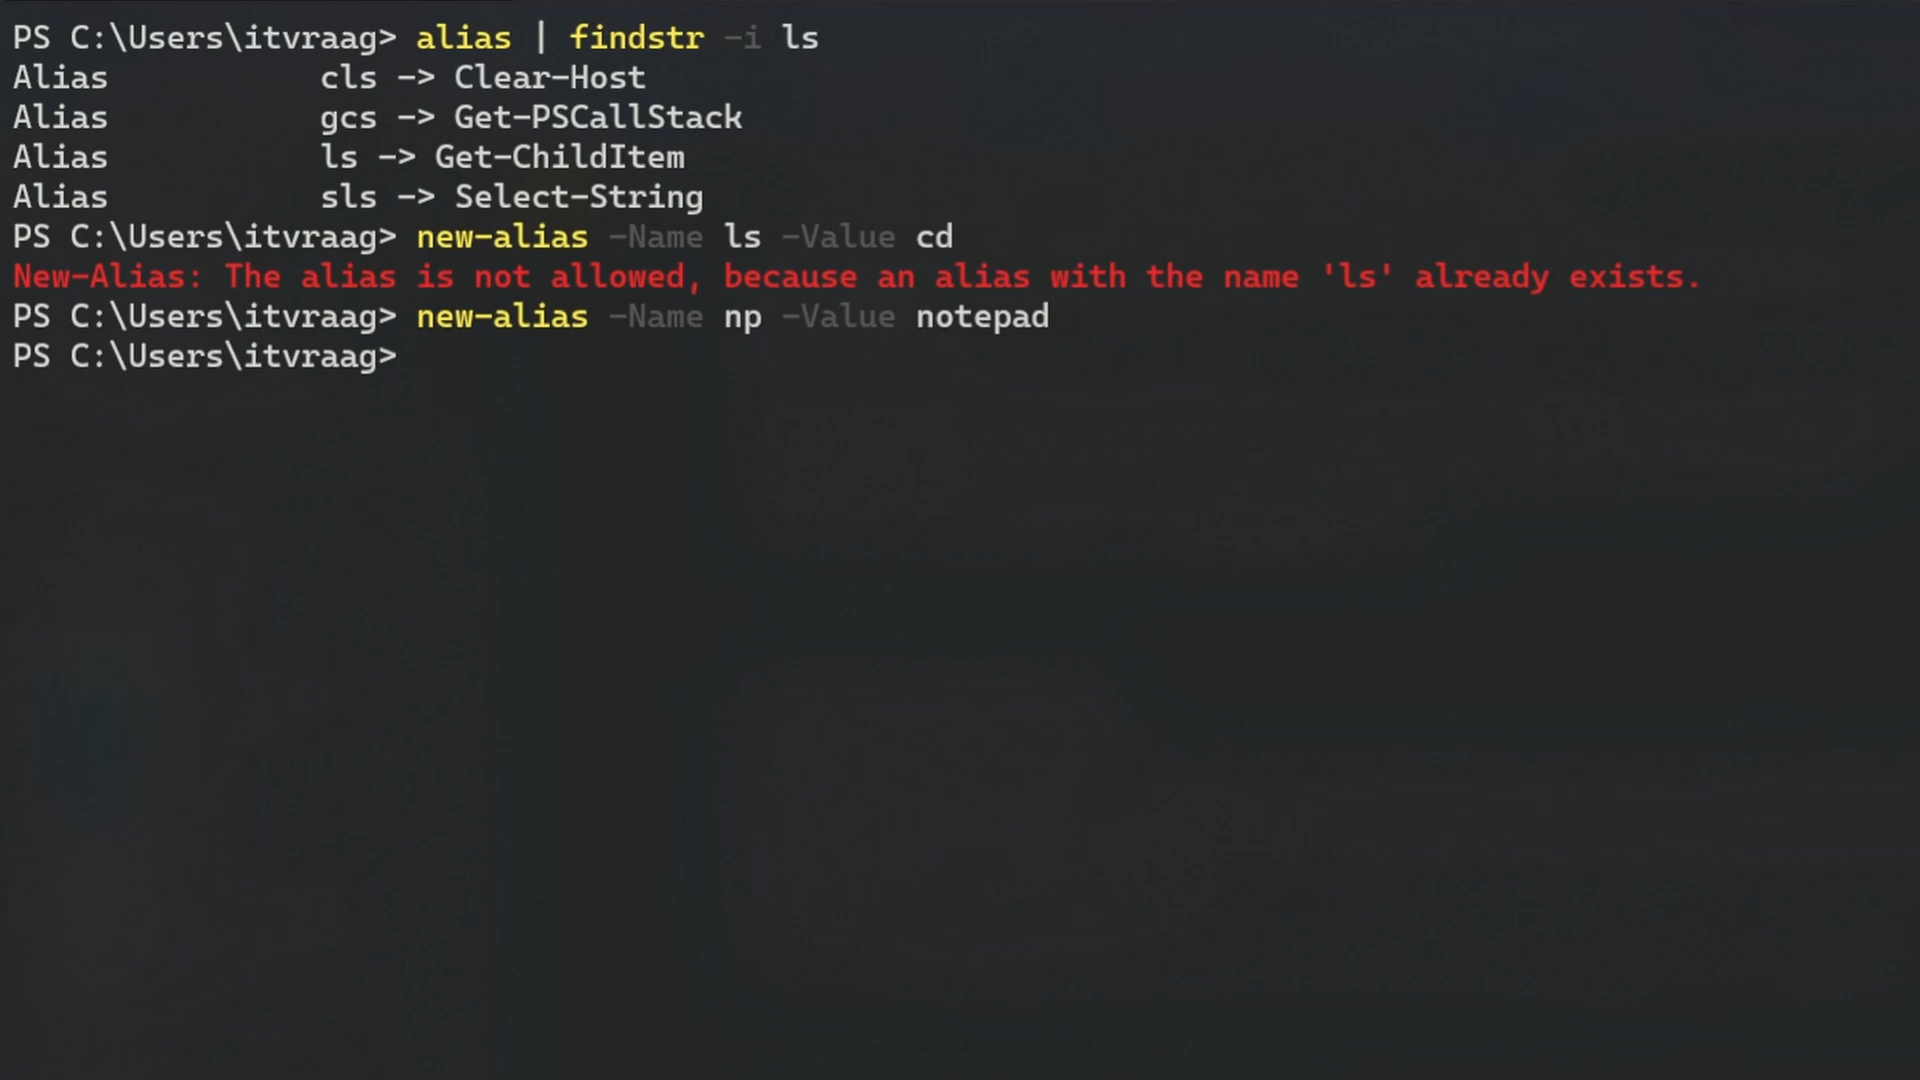 PS C:\Users\itvraag> alias | findstr -i ls
Alias           cls -> Clear-Host
Alias           gcs -> Get-PSCallStack
Alias           ls -> Get-ChildItem
Alias           sls -> Select-String
PS C:\Users\itvraag> new-alias -Name ls -Value cd
New-Alias: The alias is not allowed, because an alias with the name 'ls' already exists.
PS C:\Users\itvraag> new-alias -Name np -Value notepad
PS C:\Users\itvraag>